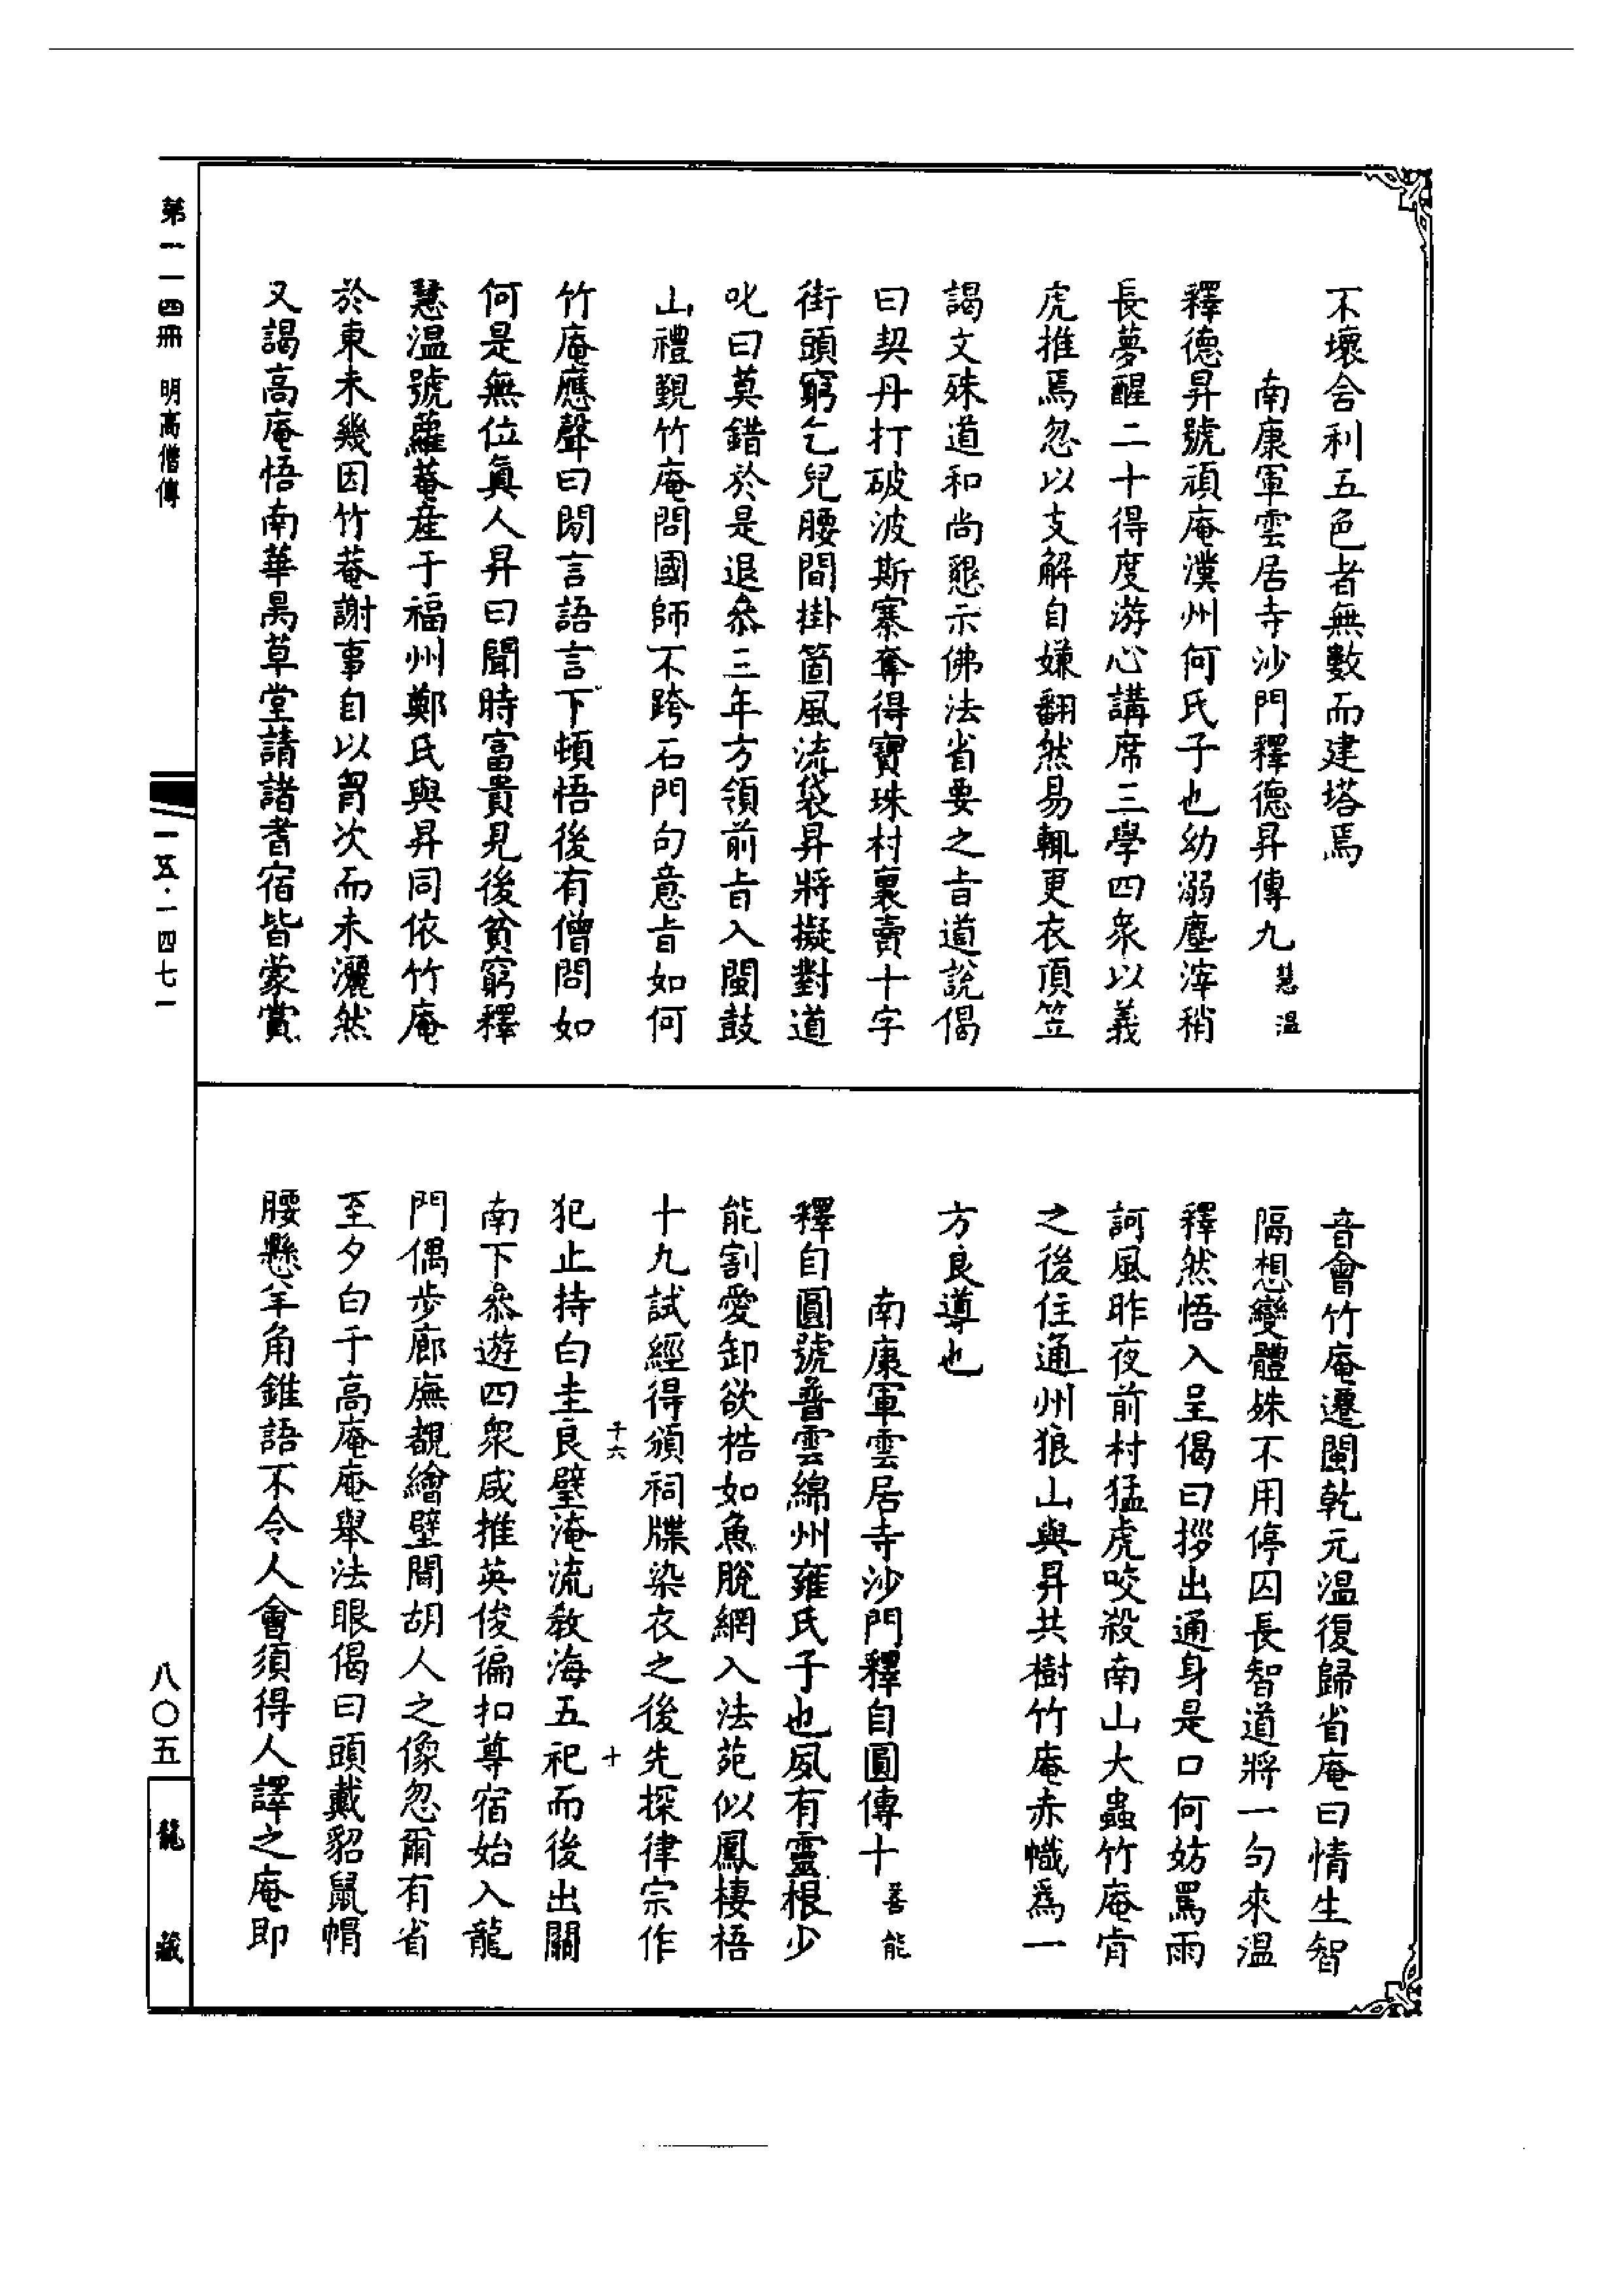 不壞舍利五色者無數而建塔焉
南康軍雲居寺沙門釋德昇傳九慧溫
釋德昇號頑庵漢州何氏子也幼溺塵滓稍
長夢醒二十得度游心講席三學四衆以義
虎推焉忽以支解自嫌翻然易輒更衣頂笠
謁文殊道和尚懇示佛法省要之旨道說偈
曰契丹打破波斯寨奪得寶珠村裏賣十字
街頭窮乞兒腰間掛箇風流袋昇將擬對道
叱曰莫錯於是退叅三年方領前旨入閩鼓
山禮覲竹庵問國師不跨石門句意旨如何
竹庵應聲曰閒言語言下頓悟後有僧問如
何是無位眞人昇曰聞時富貴見後貧窮釋
慧溫號蘿菴產于福州鄭氏與昇同依竹庵
於東未幾因竹菴謝事自以胷次而未灑然
又謁高庵悟南華昺草堂請諸耆宿皆蒙賞
音會竹庵遷閩乾元溫復歸省庵曰情生智
隔想變體姝不用停囚長智道將一句來溫
釋然悟入呈偈曰拶出通身是口何妨罵雨
訶風昨夜前村猛虎咬殺南山大蟲竹庵肯
之後住通州狼山與昇共樹竹庵赤幟爲一
方良導也
南康軍雲居寺沙門釋自圓傳十善能
釋自圓號普雲綿州雍氏子也夙有靈根少
能割愛卸欲梏如魚脫網入法苑似鳳棲梧
十九試經得頒祠牒染衣之後先探律宗作
犯止持白圭良璧淹流教海五祀而後出關
千六
十
南下叅遊四衆咸推英俊徧扣尊宿始入龍
門偶步廊廡覩繪壁間胡人之像忽爾有省
至夕白于高庵庵舉法眼偈曰頭戴貂鼠帽
腰懸羊角錐語不令人會須得人譯之庵即
第一一四冊 明高僧傳
一五·一四七一
八〇五
龍藏